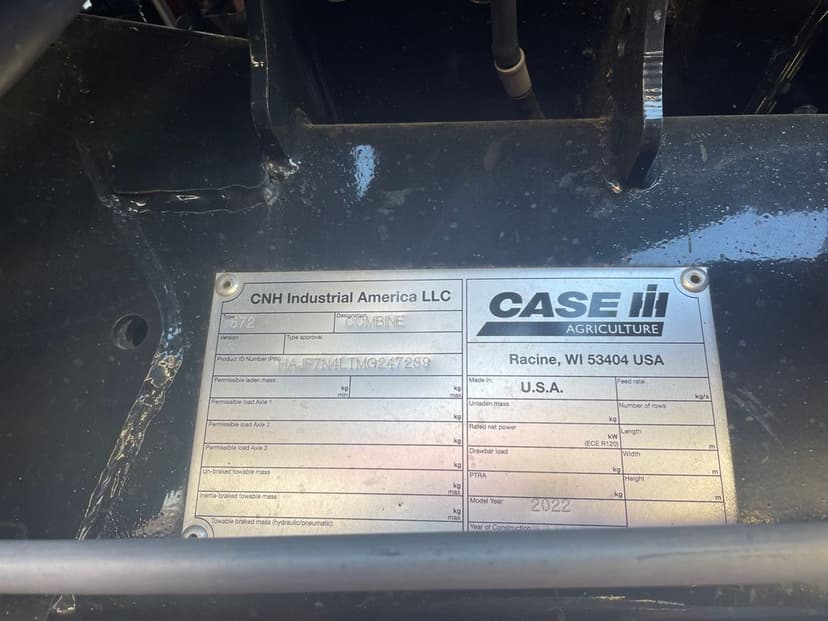 CNH Industrial America LLC
Type
672
Designation
COMBINE
Version
Type approval
Product ID Number (PIN)
Permissible laden mass:
kg
min
kg
max
Permissible load Axle 1
kg
Permissible load Axle 2
kg
Permissible load Axle 3
kg
Un-braked towable mass
kg
Inertia-braked towable mass
kg
max
Towable braked mass (hydraulic/pneumatic)
CASE IH
AGRICULTURE
Racine, WI 53404 USA
Made in:
U.S.A.
Feed rate
kg/s
Unladen mass
kg
Number of rows
Rated net power
kW
(ECE R120)
Length
m
Drawbar load
kg
Width
m
PTRA
kg
Height
m
Model Year
2022
Year of Construction